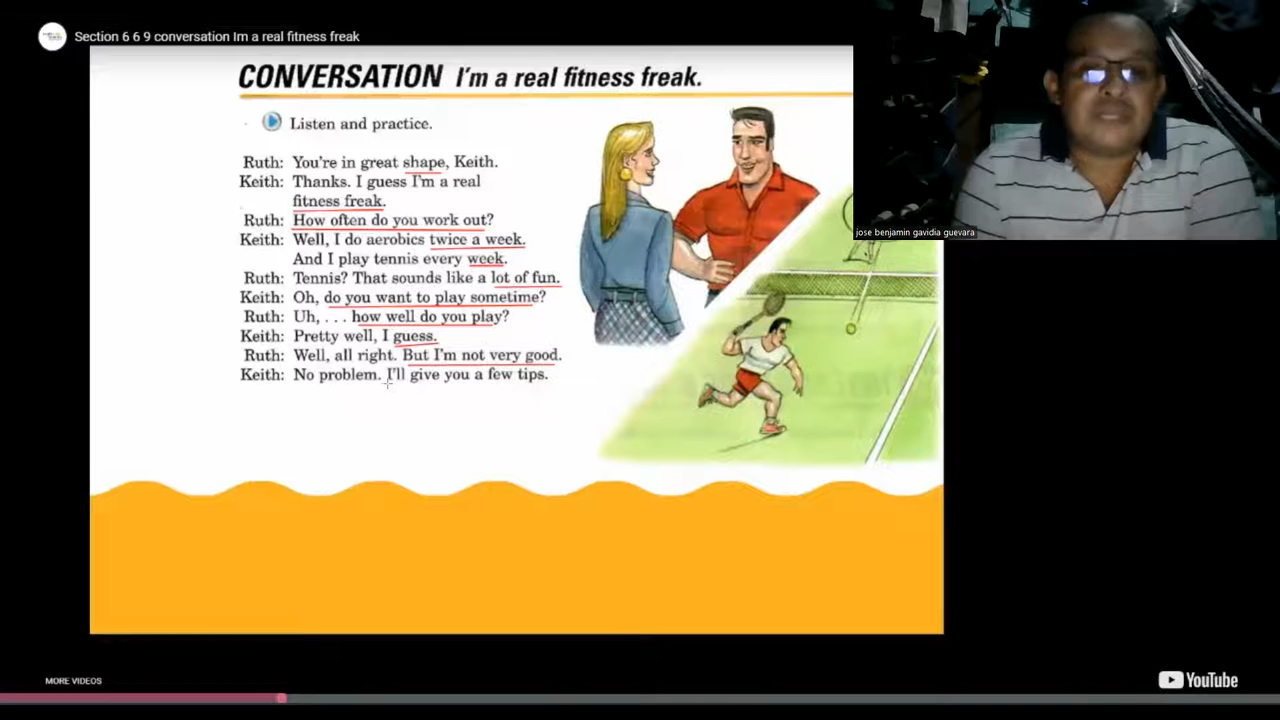 Section 6 6 9 conversation Im a real fitness freak
CONVERSATION I'm a real fitness freak.
Listen and practice.
Ruth: You're in great shape, Keith.
Keith: Thanks. I guess I'm a real
fitness freak.
Ruth: How often do you work out?
Keith: Well, I do aerobics twice a week.
And I play tennis every week.
Ruth: Tennis? That sounds like a lot of fun.
Keith: Oh, do you want to play sometime?
Ruth: Uh, . . . how well do you play?
Keith: Pretty well, I guess.
Ruth: Well, all right. But I'm not very good.
Keith: No problem. I'll give you a few tips.
jose benjamin gavidia guevara
MORE VIDEOS
YouTube